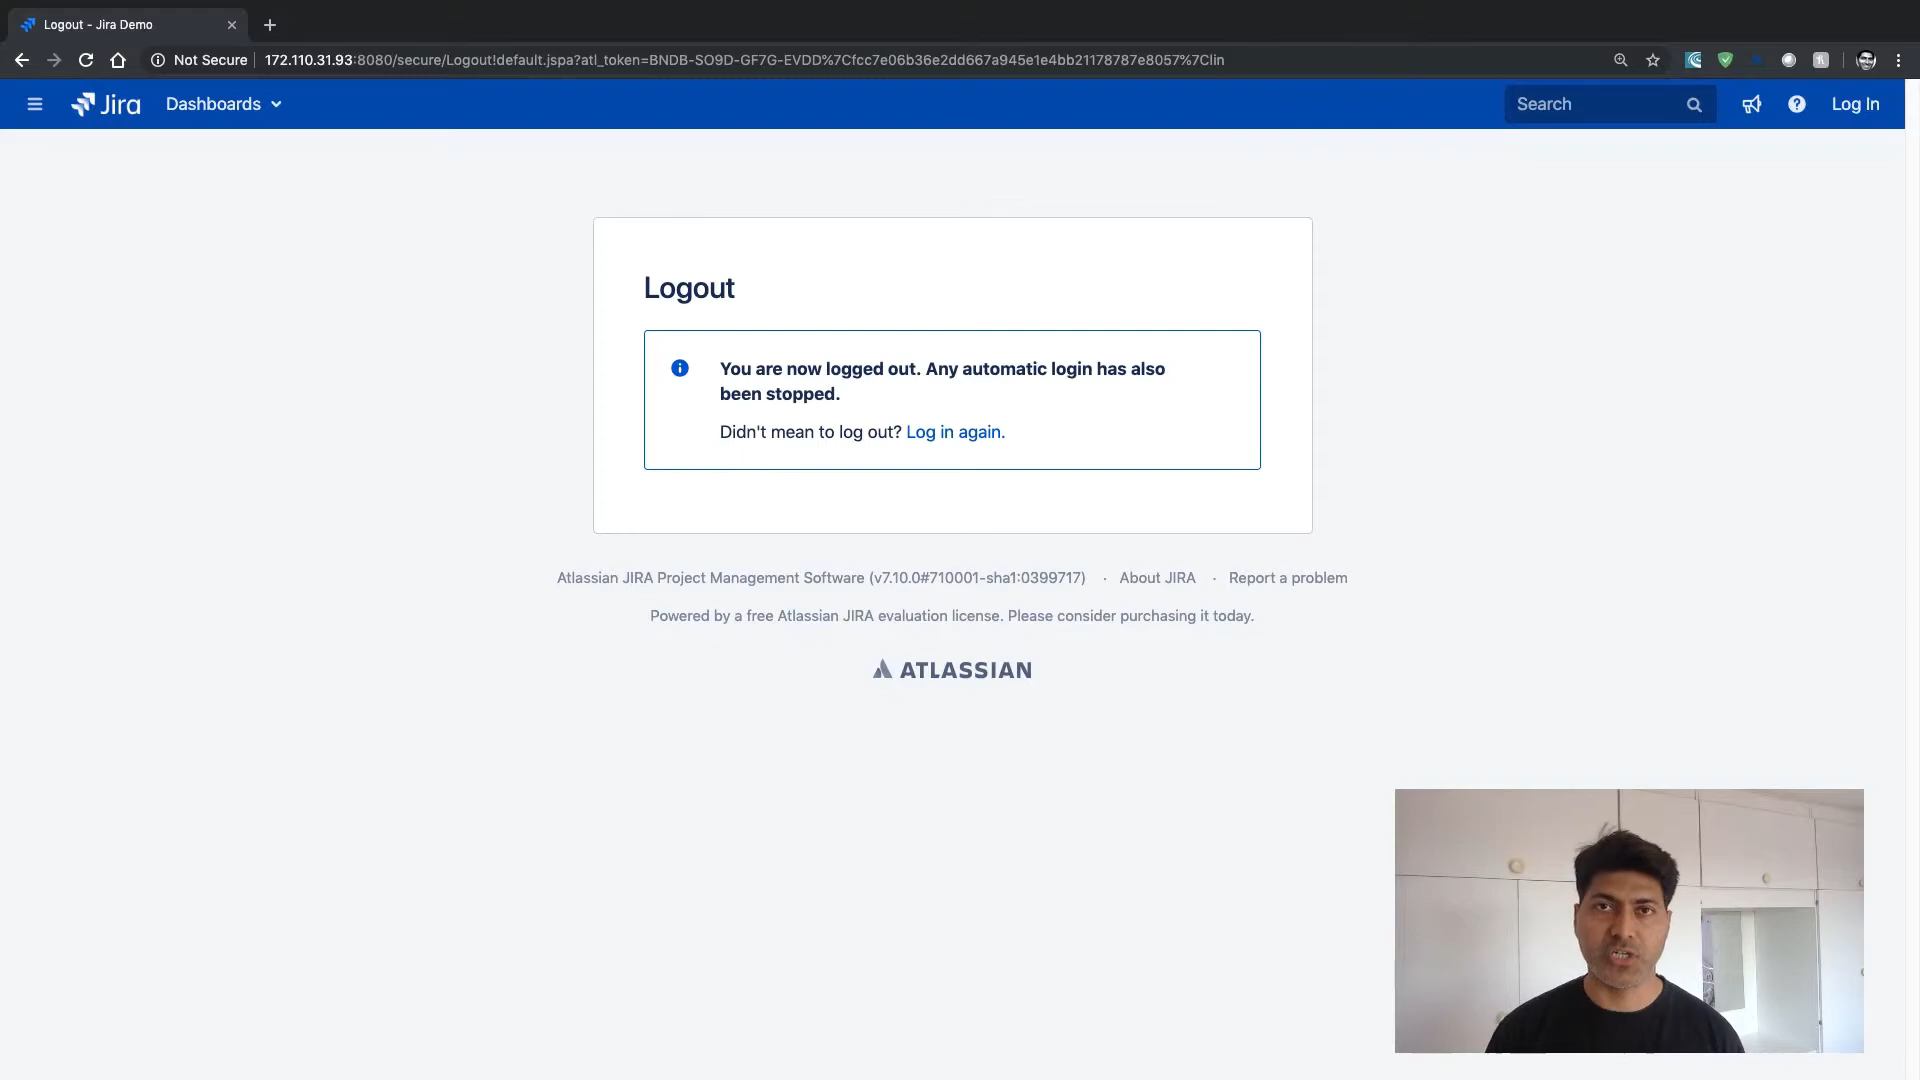 Logout - Jira Demo
Not Secure 172.110.31.93:8080/secure/Logout!default.jspa?atl_token=BNDB-SO9D-GF7G-EVDD%7Cfcc7e06b36e2dd667a945e1e4bb21178787e8057%7Clin
Jira Dashboards Search Log In
Logout
You are now logged out. Any automatic login has also
been stopped.
Didn't mean to log out? Log in again.
Atlassian JIRA Project Management Software (v7.10.0#710001-sha1:0399717) · About JIRA · Report a problem
Powered by a free Atlassian JIRA evaluation license. Please consider purchasing it today.
ATLASSIAN